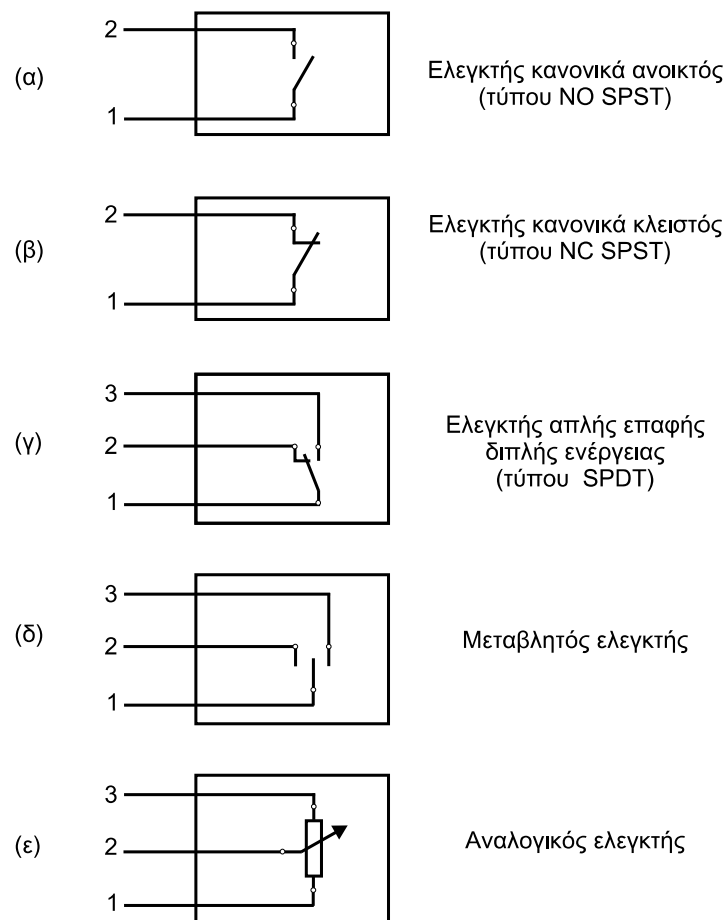 2
(α)
1
Ελεγκτής κανονικά ανοικτός
(τύπου NO SPST)
2
(β)
1
Ελεγκτής κανονικά κλειστός
(τύπου NC SPST)
3
(γ)
2
1
Ελεγκτής απλής επαφής
διπλής ενέργειας
(τύπου SPDT)
3
(δ)
2
1
Μεταβλητός ελεγκτής
3
(ε)
2
1
Αναλογικός ελεγκτής